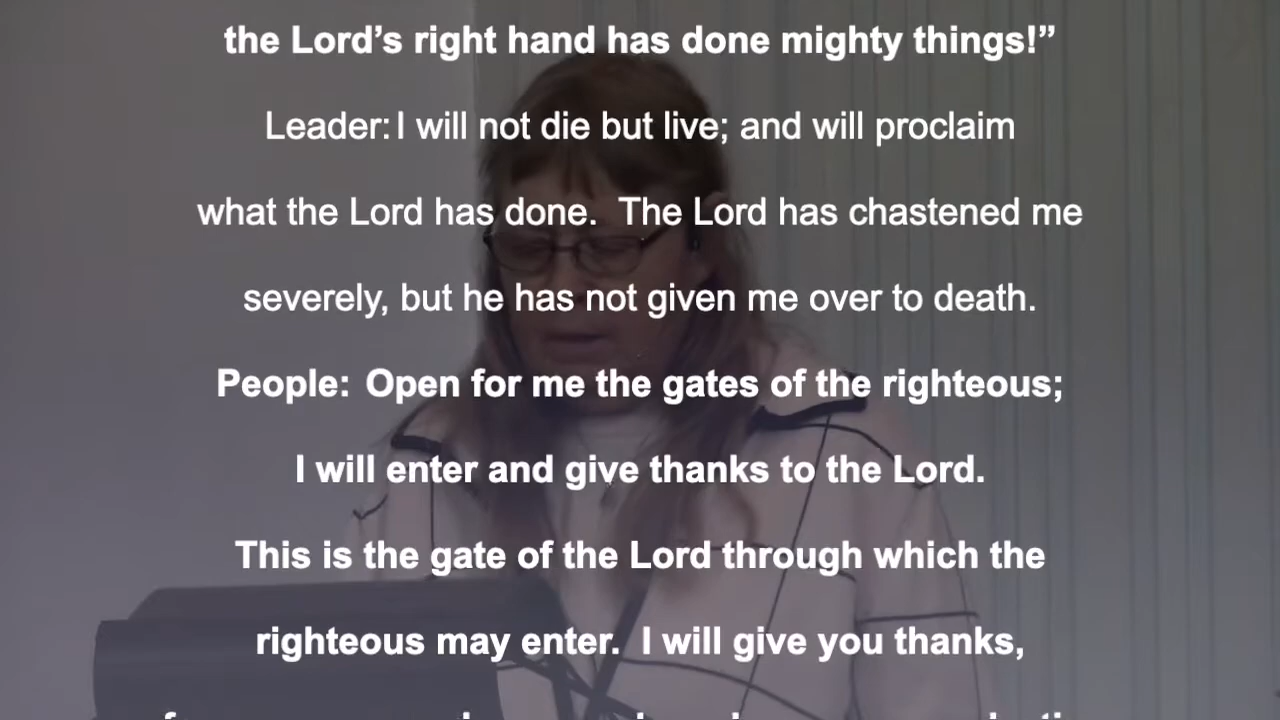 the Lord’s right hand has done mighty things!”
Leader: I will not die but live; and will proclaim
what the Lord has done.  The Lord has chastened me
severely, but he has not given me over to death.
People:  Open for me the gates of the righteous;
I will enter and give thanks to the Lord.
This is the gate of the Lord through which the
righteous may enter.  I will give you thanks,